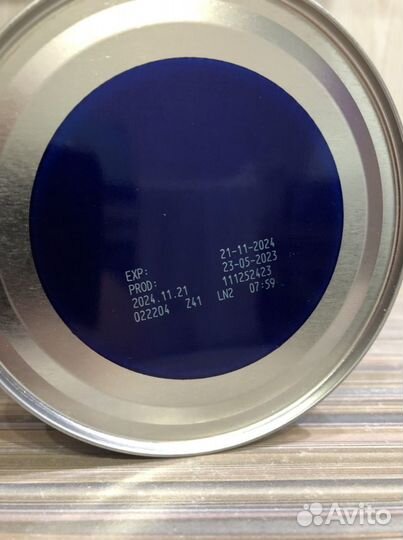 EXP: 21-11-2024
PROD: 23-05-2023
2024.11.21 111252423
022204 Z41 LN2 07:59
Avito